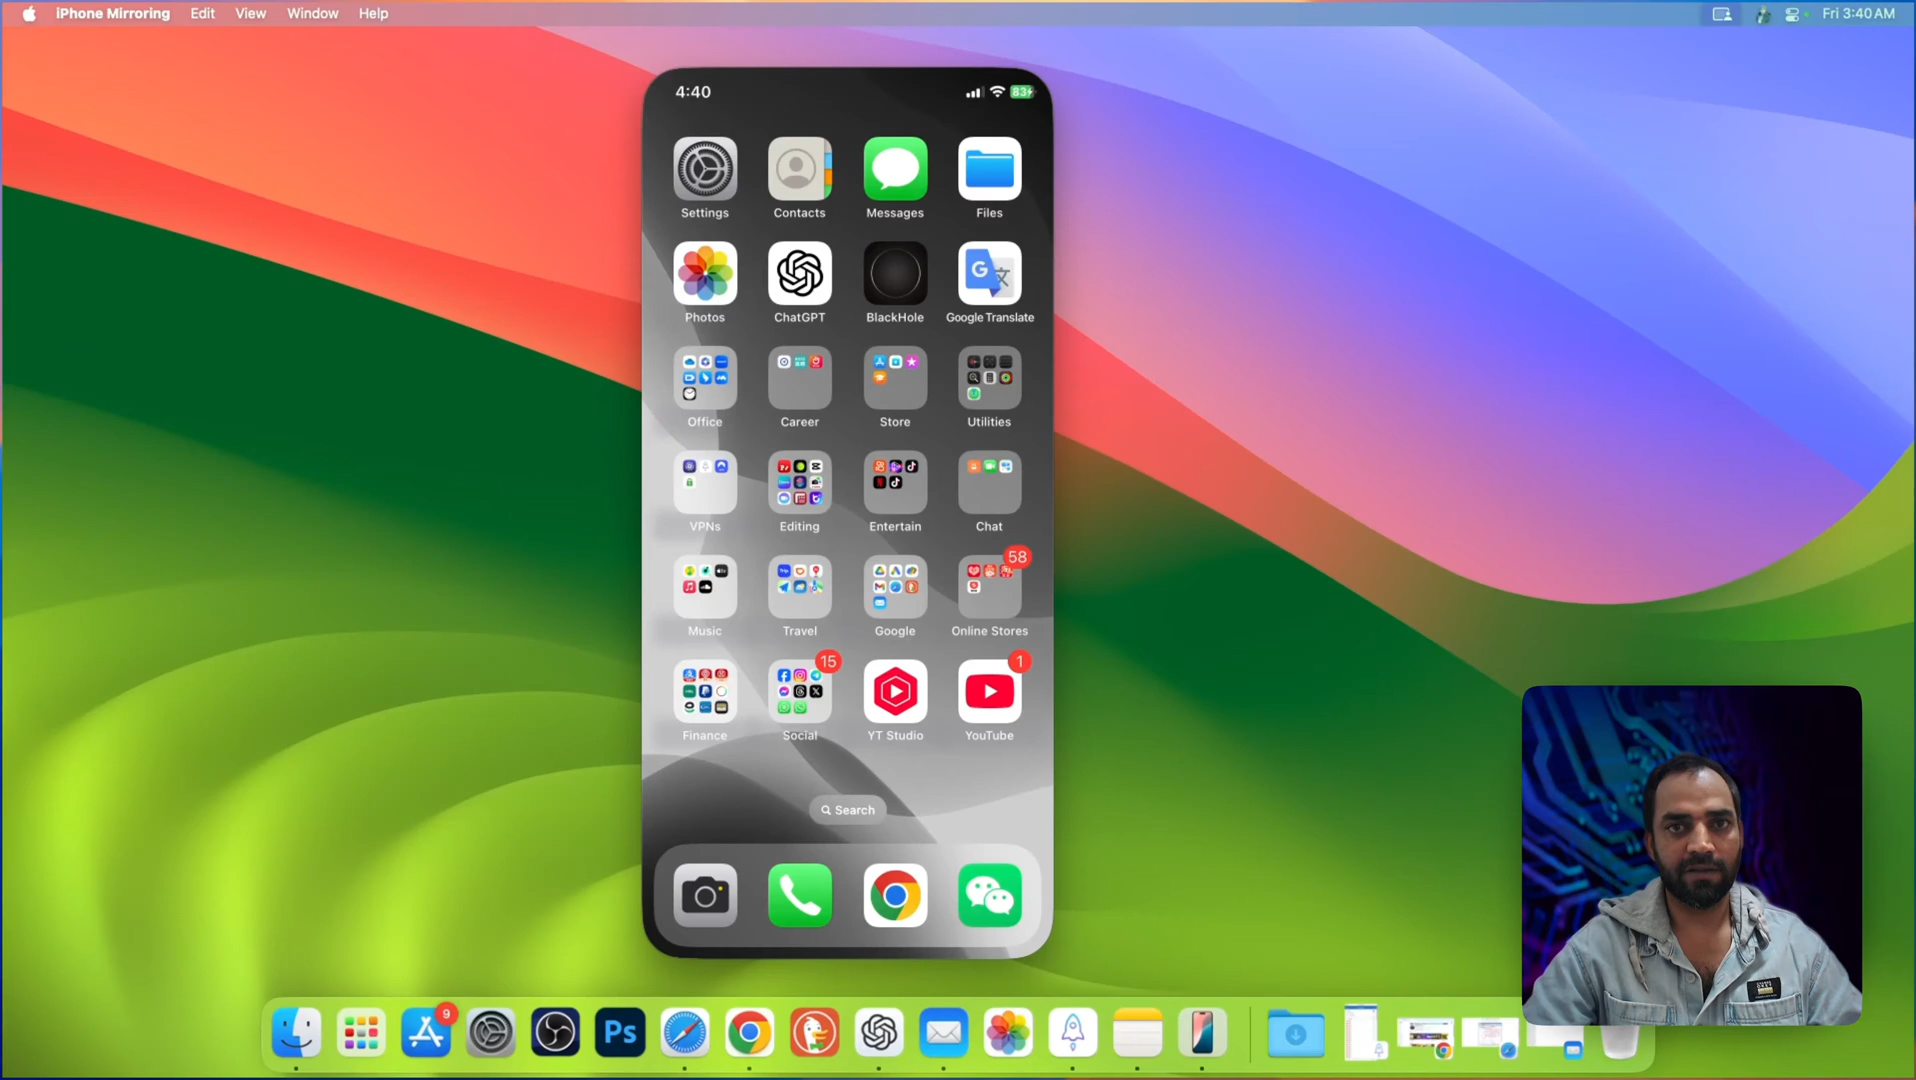 iPhone Mirroring Edit View Window Help Fri 3:40 AM
4:40 83
Settings Contacts Messages Files
Photos ChatGPT BlackHole Google Translate
Office Career Store Utilities
VPNs Editing Entertain Chat
58
Music Travel Google Online Stores
15 1
Finance Social YT Studio YouTube
Search
9
Ps